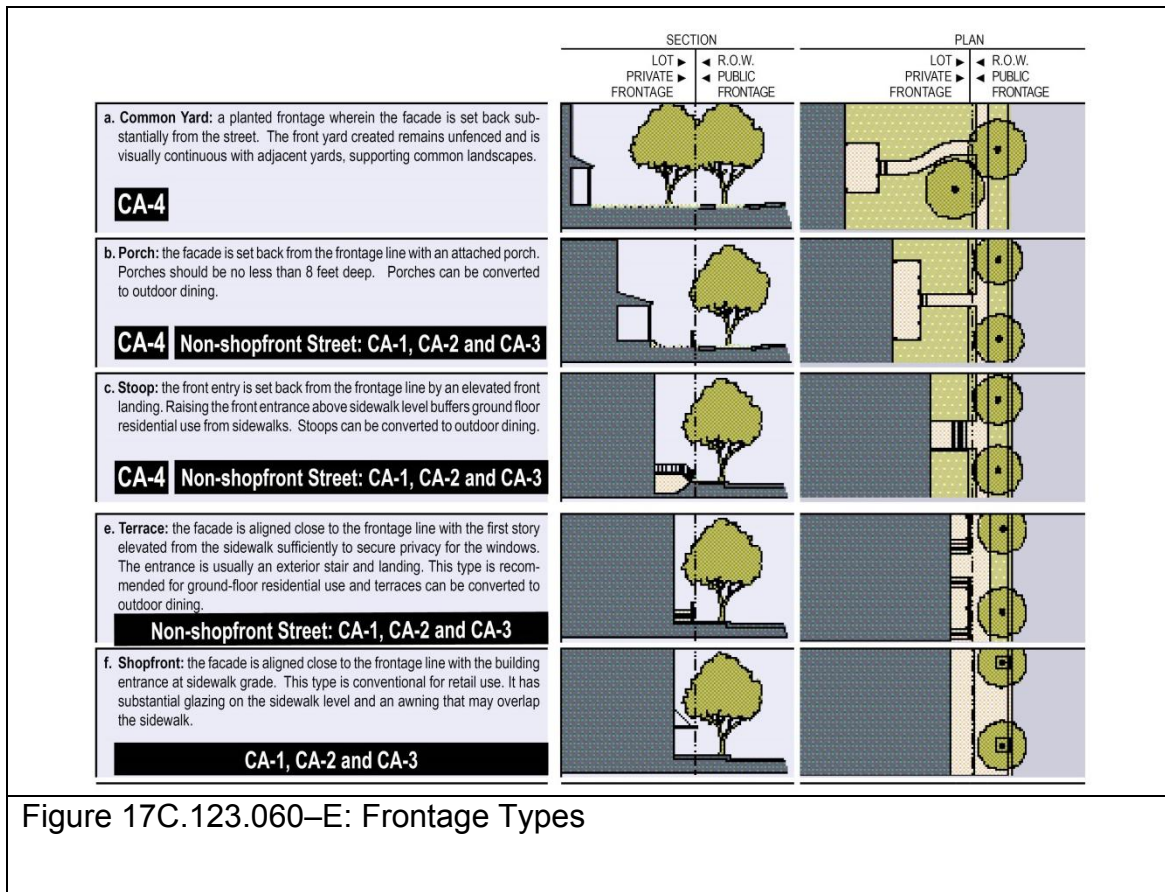 SECTION
PLAN
LOT ► ◄ R.O.W.
PRIVATE ► ◄ PUBLIC
FRONTAGE FRONTAGE
LOT ► ◄ R.O.W.
PRIVATE ► ◄ PUBLIC
FRONTAGE FRONTAGE
a. Common Yard: a planted frontage wherein the facade is set back sub-
stantially from the street. The front yard created remains unfenced and is
visually continuous with adjacent yards, supporting common landscapes.
CA-4
b. Porch: the facade is set back from the frontage line with an attached porch.
Porches should be no less than 8 feet deep. Porches can be converted
to outdoor dining.
CA-4 Non-shopfront Street: CA-1, CA-2 and CA-3
c. Stoop: the front entry is set back from the frontage line by an elevated front
landing. Raising the front entrance above sidewalk level buffers ground floor
residential use from sidewalks. Stoops can be converted to outdoor dining.
CA-4 Non-shopfront Street: CA-1, CA-2 and CA-3
e. Terrace: the facade is aligned close to the frontage line with the first story
elevated from the sidewalk sufficiently to secure privacy for the windows.
The entrance is usually an exterior stair and landing. This type is recom-
mended for ground-floor residential use and terraces can be converted to
outdoor dining.
Non-shopfront Street: CA-1, CA-2 and CA-3
f. Shopfront: the facade is aligned close to the frontage line with the building
entrance at sidewalk grade. This type is conventional for retail use. It has
substantial glazing on the sidewalk level and an awning that may overlap
the sidewalk.
CA-1, CA-2 and CA-3
Figure 17C.123.060–E: Frontage Types